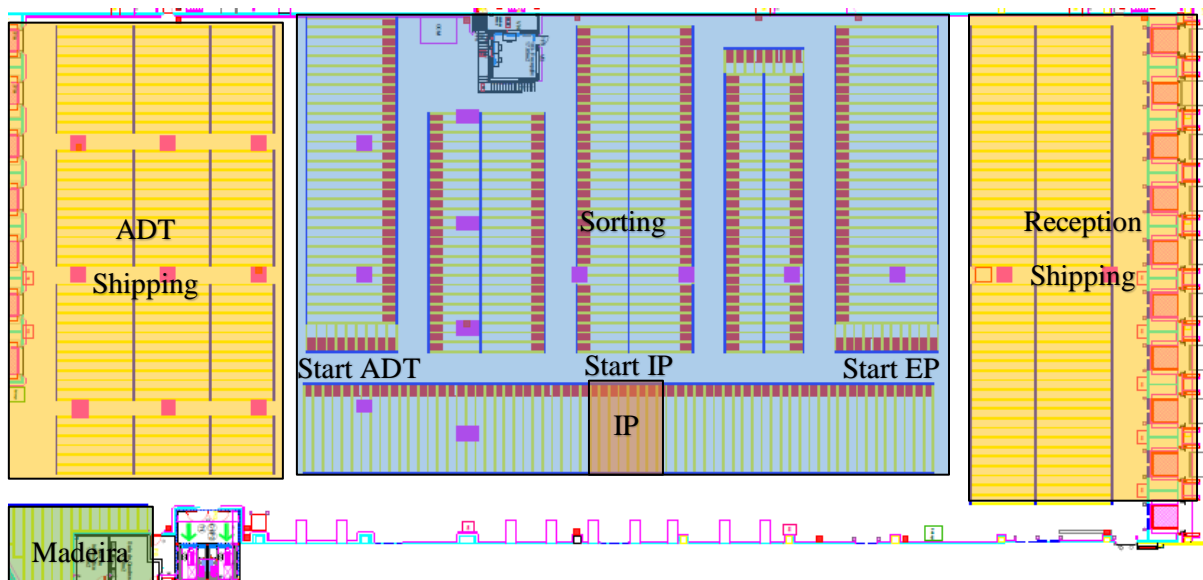 ADT
Shipping
Sorting
Reception
Shipping
Start ADT
Start IP
Start EP
IP
Madeira